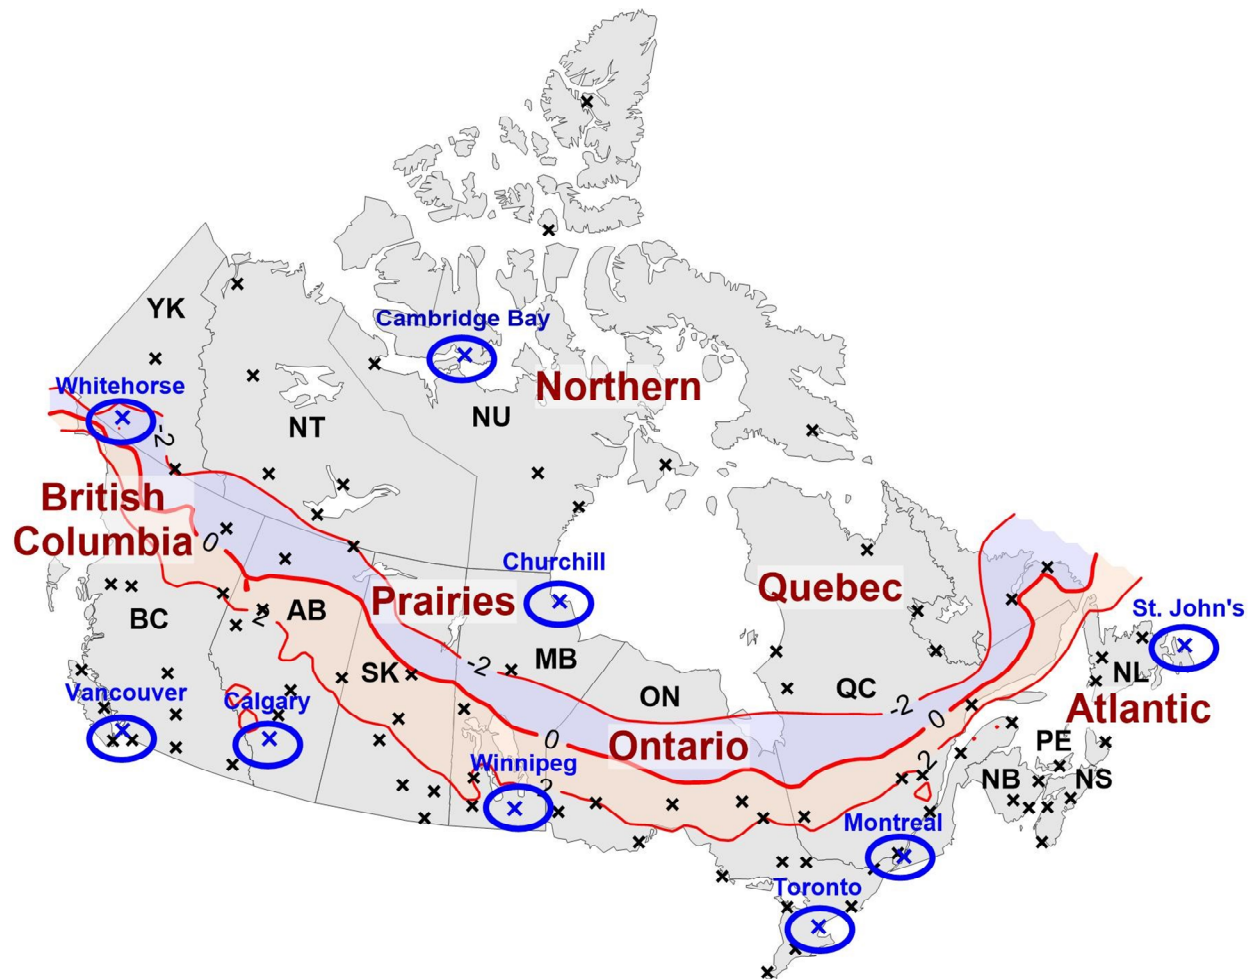 YK
Cambridge Bay
Whitehorse
Northern
NT
NU
-2
British
Columbia
0
Churchill
Prairies
Quebec
BC
AB
2
St. John's
-2
MB
SK
NL
ON
QC
Vancouver
Calgary
-2
0
Atlantic
0
Ontario
PE
Winnipeg
2
2
NB
NS
Montreal
Toronto